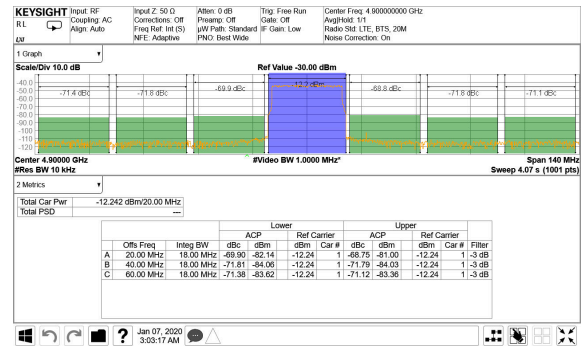 KEYSIGHT Input: RF Input Z: 50 Ω Atten: 0 dB Trig: Free Run Center Freq: 4.900000000 GHz
RL Coupling: AC Corrections: Off Preamp: Off Gate: Off Avg|Hold: 1/1
Align: Auto Freq Ref: Int (S) µW Path: Standard IF Gain: Low Radio Std: LTE, BTS, 20M
LXI NFE: Adaptive PNO: Best Wide Noise Correction: On
1 Graph
Scale/Div 10.0 dB Ref Value -30.00 dBm
-40.0
-50.0
-60.0
-70.0
-80.0
-90.0
-100
-110
-120
-71.4 dBc -71.8 dBc -69.9 dBc -12.2 dBm -68.8 dBc -71.8 dBc -71.1 dBc
Center 4.90000 GHz #Video BW 1.0000 MHz* Span 140 MHz
#Res BW 10 kHz Sweep 4.07 s (1001 pts)
2 Metrics
Total Car Pwr -12.242 dBm/20.00 MHz
Total PSD ---
Lower Upper
ACP Ref Carrier ACP Ref Carrier
Offs Freq Integ BW dBc dBm dBm Car # dBc dBm dBm Car # Filter
A 20.00 MHz 18.00 MHz -69.90 -82.14 -12.24 1 -68.75 -81.00 -12.24 1 -3 dB
B 40.00 MHz 18.00 MHz -71.81 -84.06 -12.24 1 -71.79 -84.03 -12.24 1 -3 dB
C 60.00 MHz 18.00 MHz -71.38 -83.62 -12.24 1 -71.12 -83.36 -12.24 1 -3 dB
? Jan 07, 2020
3:03:17 AM